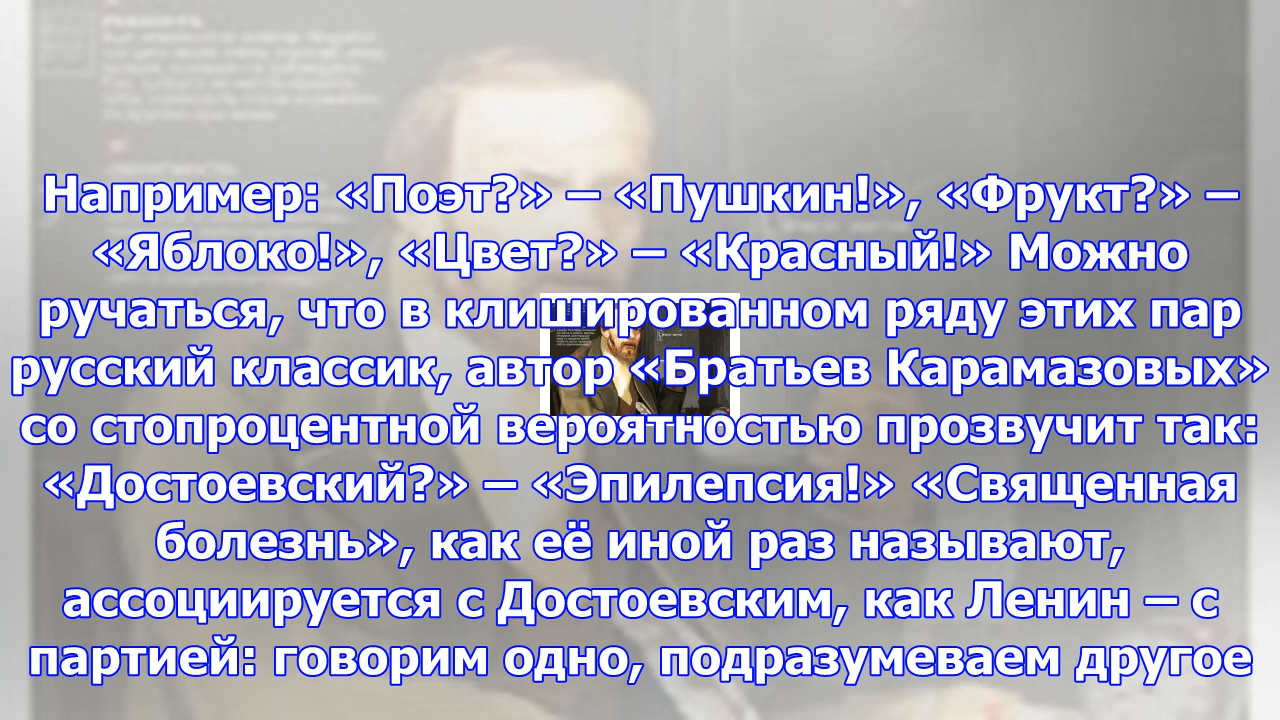 Например: «Поэт?» – «Пушкин!», «Фрукт?» –
«Яблоко!», «Цвет?» – «Красный!» Можно
ручаться, что в клишированном ряду этих пар
русский классик, автор «Братьев Карамазовых»
со стопроцентной вероятностью прозвучит так:
«Достоевский?» – «Эпилепсия!» «Священная
болезнь», как её иной раз называют,
ассоциируется с Достоевским, как Ленин – с
партией: говорим одно, подразумеваем другое